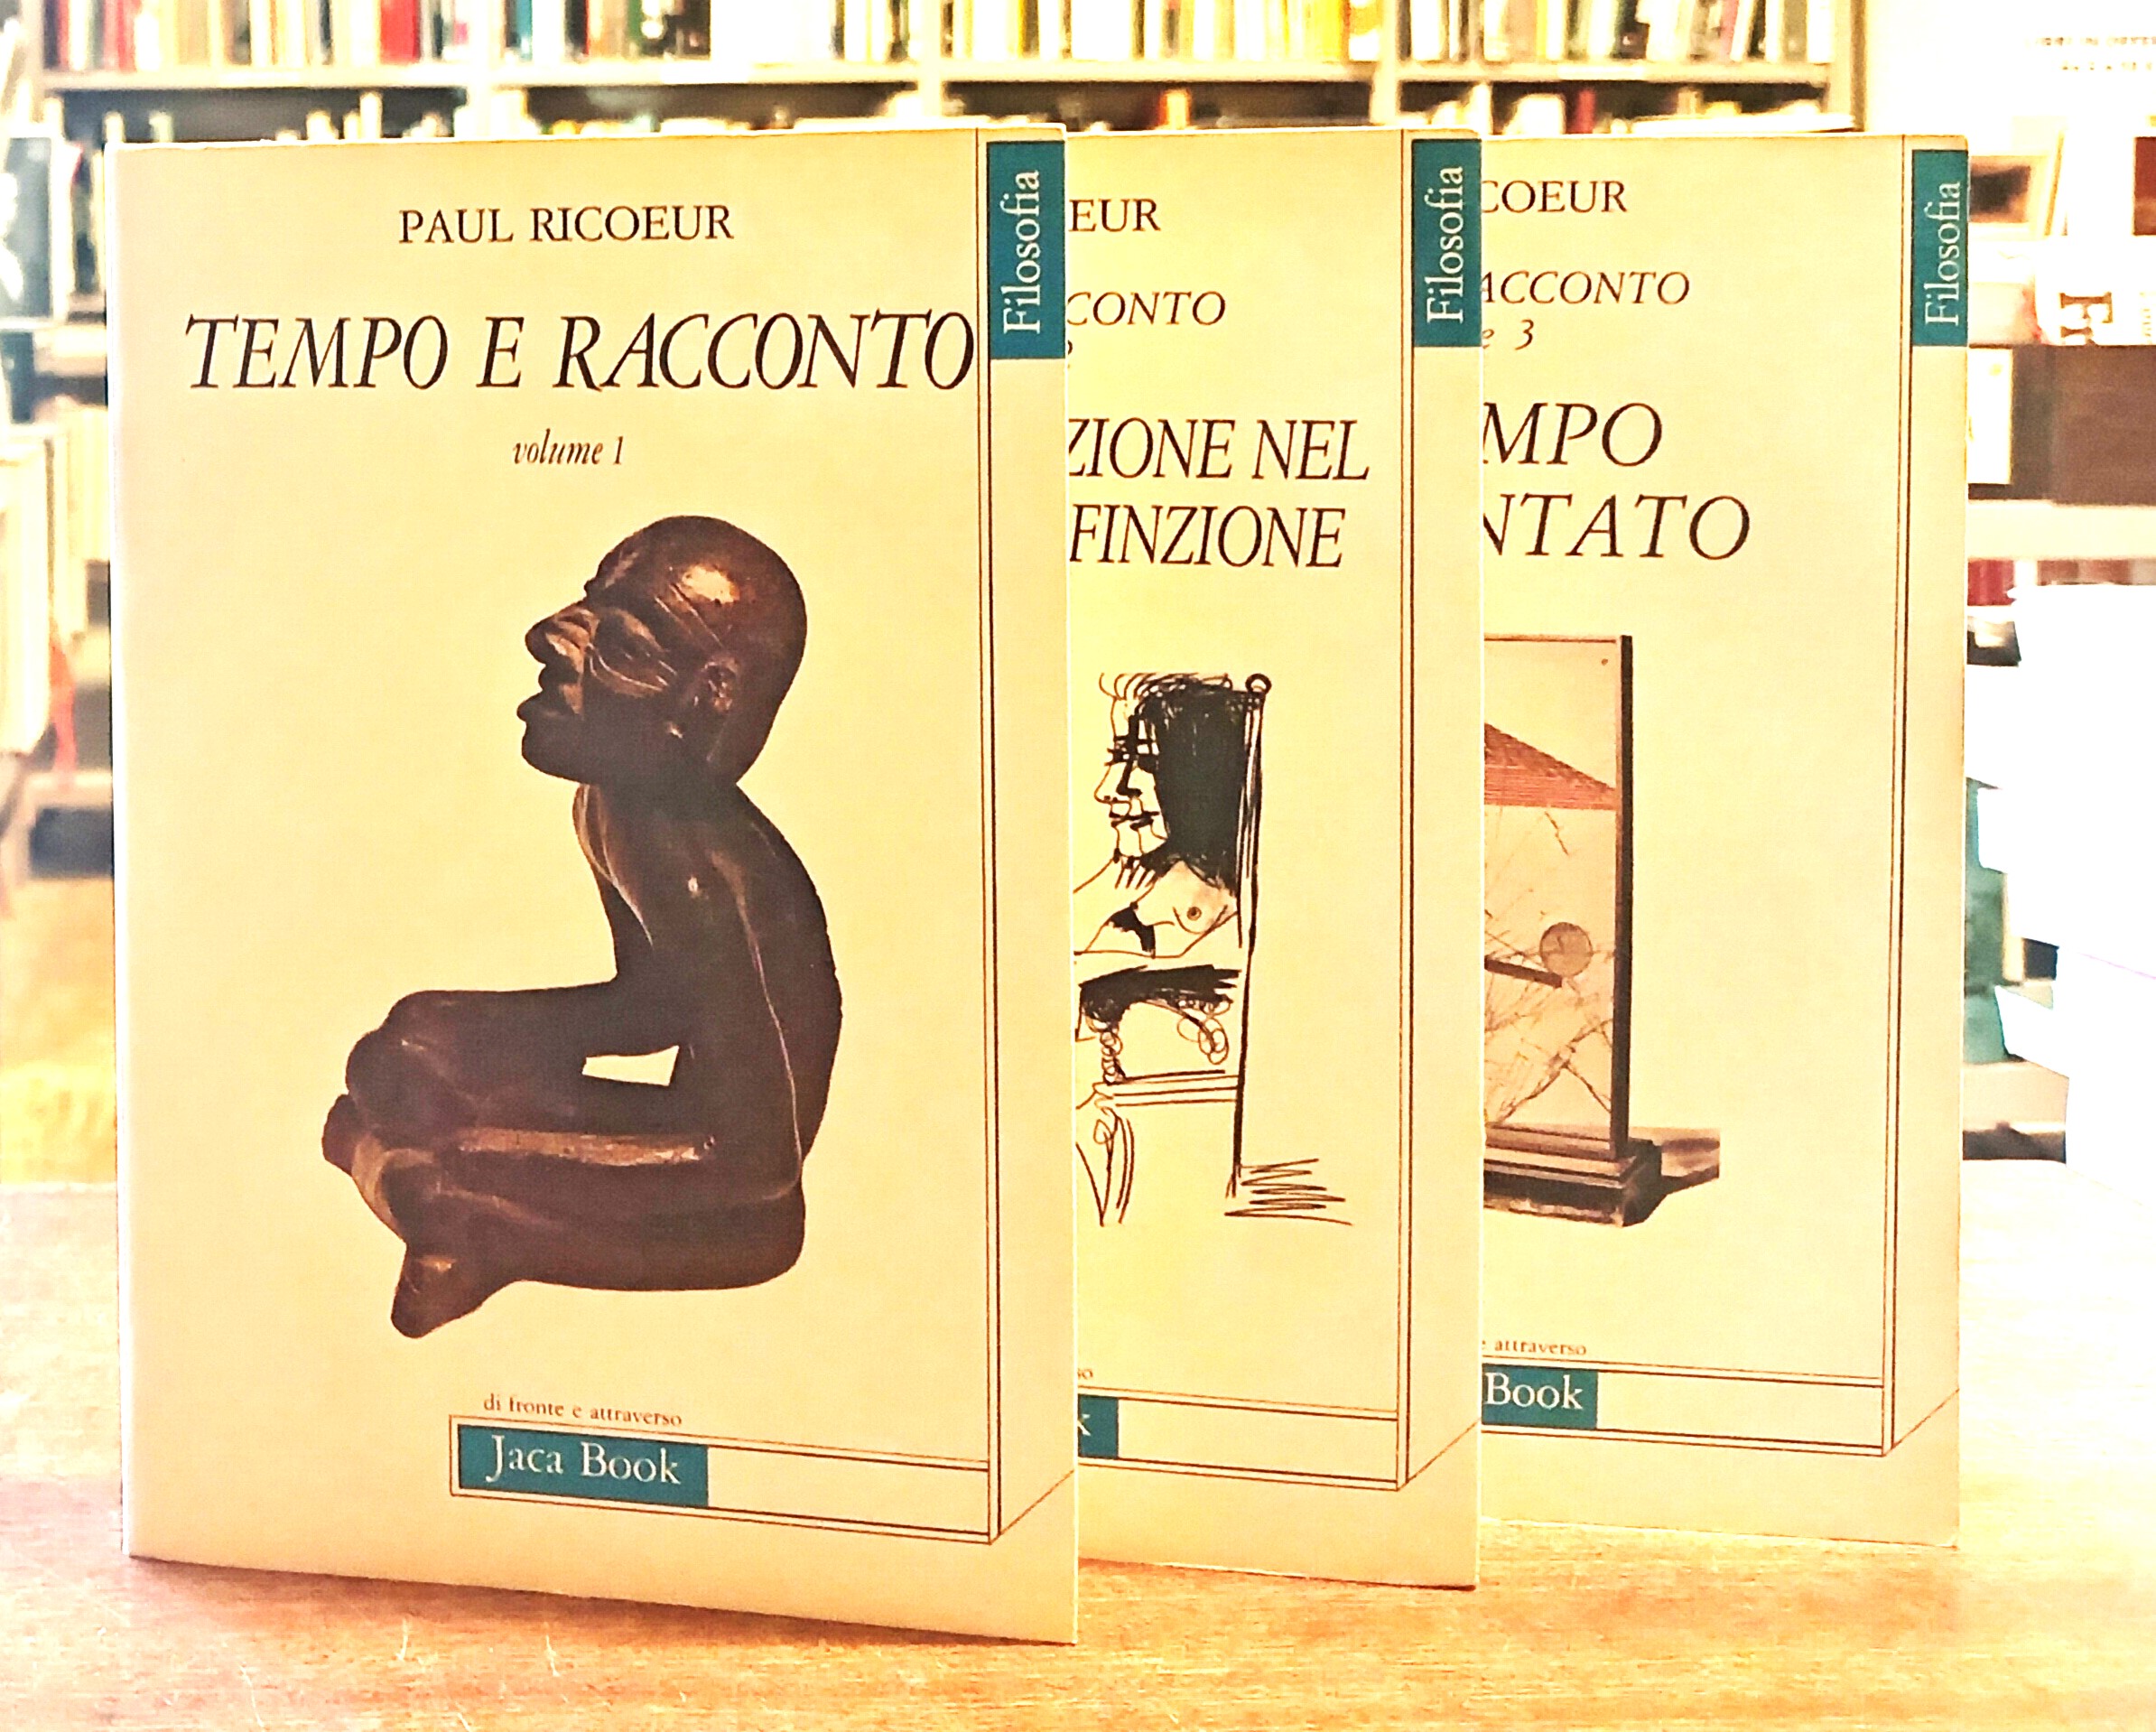 PAUL RICOEUR
TEMPO E RACCONTO
volume 1
Filosofia
di fronte e attraverso
Jaca Book
EUR
CONTO
ZIONE NEL
FINZIONE
Filosofia
so
k
COEUR
ACCONTO
e 3
MPO
NTATO
Filosofia
e attraverso
Book